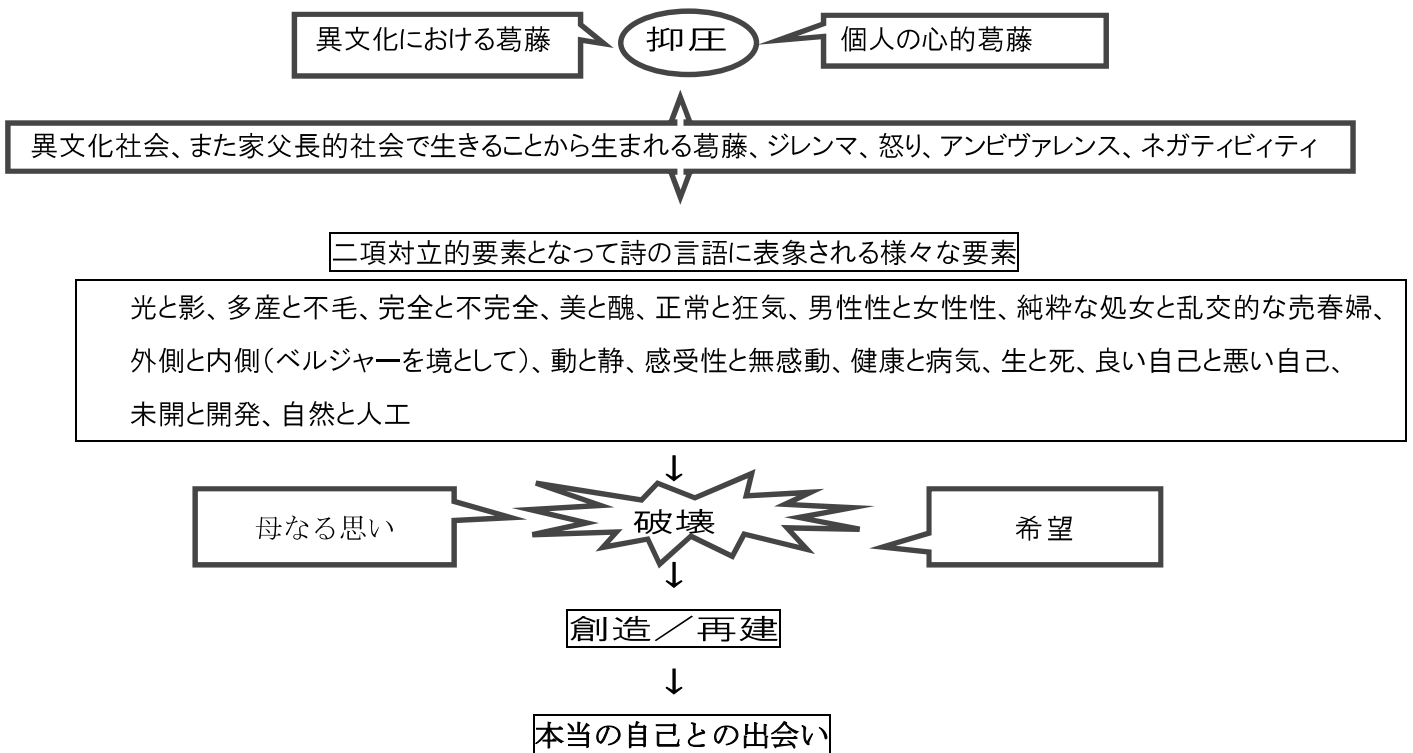 異文化における葛藤
抑圧
個人の心的葛藤
異文化社会、また家父長的社会で生きることから生まれる葛藤、ジレンマ、怒り、アンビヴァレンス、ネガティビィティ
二項対立的要素となって詩の言語に表象される様々な要素
光と影、多産と不毛、完全と不完全、美と醜、正常と狂気、男性性と女性性、純粋な処女と乱交的な売春婦、
外側と内側（ベルジャーを境として）、動と静、感受性と無感動、健康と病気、生と死、良い自己と悪い自己、
未開と開発、自然と人工
↓
母なる思い
破壊
希望
↓
創造／再建
↓
本当の自己との出会い